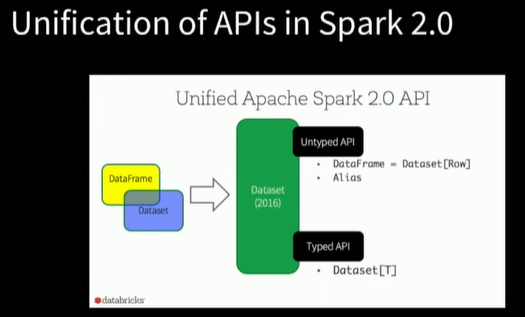 Unification of APIs in Spark 2.0
Unified Apache Spark 2.0 API
DataFrame
Dataset
Dataset
(2016)
Untyped API
• DataFrame = Dataset[Row]
• Alias
Typed API
• Dataset[T]
databricks